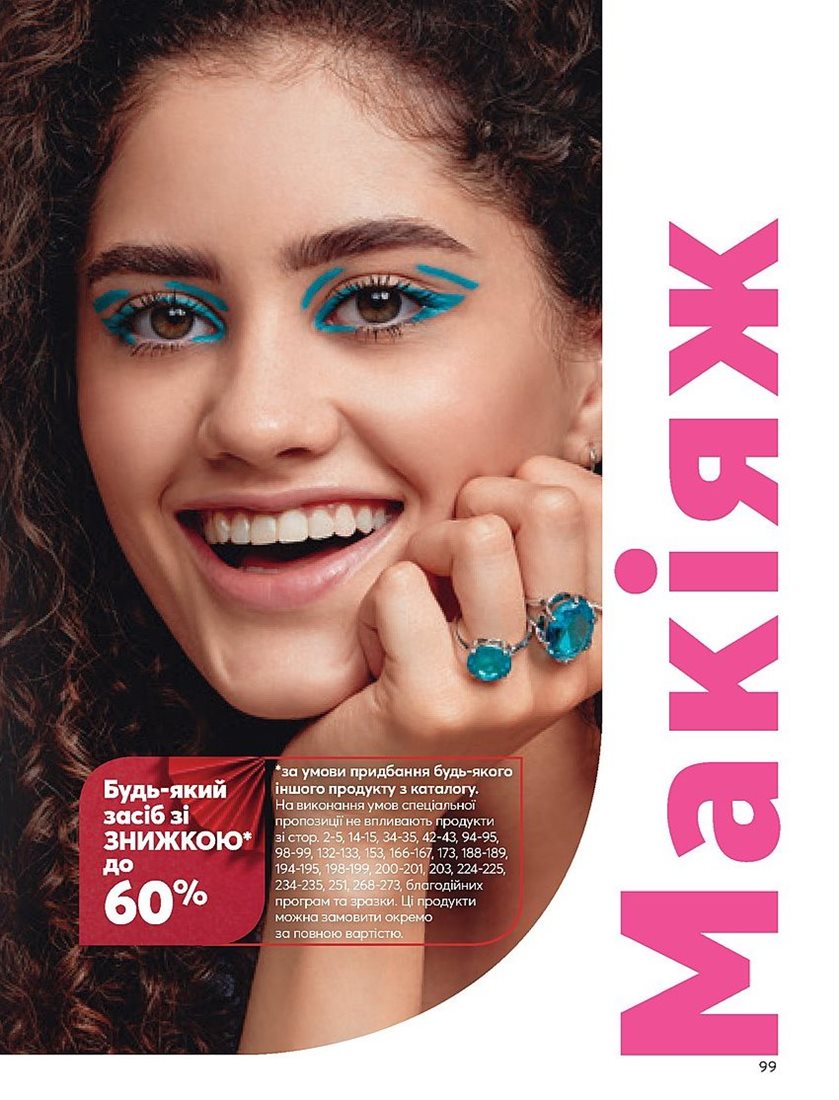 Макіяж
Будь-який
засіб зі
ЗНИЖКОЮ*
до
60%
*за умови придбання будь-якого
іншого продукту з каталогу.
На виконання умов спеціальної
пропозиції не впливають продукти
зі стор. 2-5, 14-15, 34-35, 42-43, 94-95,
98-99, 132-133, 153, 166-167, 173, 188-189,
194-195, 198-199, 200-201, 203, 224-225,
234-235, 251, 268-273, благодійних
програм та зразки. Ці продукти
можна замовити окремо
за повною вартістю.
99